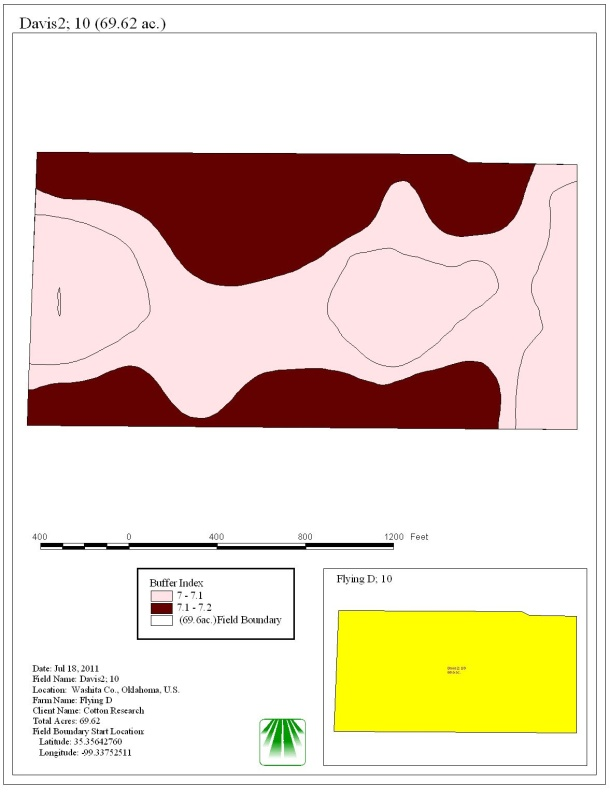 Davis2; 10 (69.62 ac.)
400 0 400 800 1200 Feet
Buffer Index
7 - 7.1
7.1 - 7.2
(69.6ac.)Field Boundary
Flying D; 10
Date: Jul 18, 2011
Field Name: Davis2; 10
Location: Washita Co., Oklahoma, U.S.
Farm Name: Flying D
Client Name: Cotton Research
Total Acres: 69.62
Field Boundary Start Location:
Latitude: 35.35642760
Longitude: -99.33752511